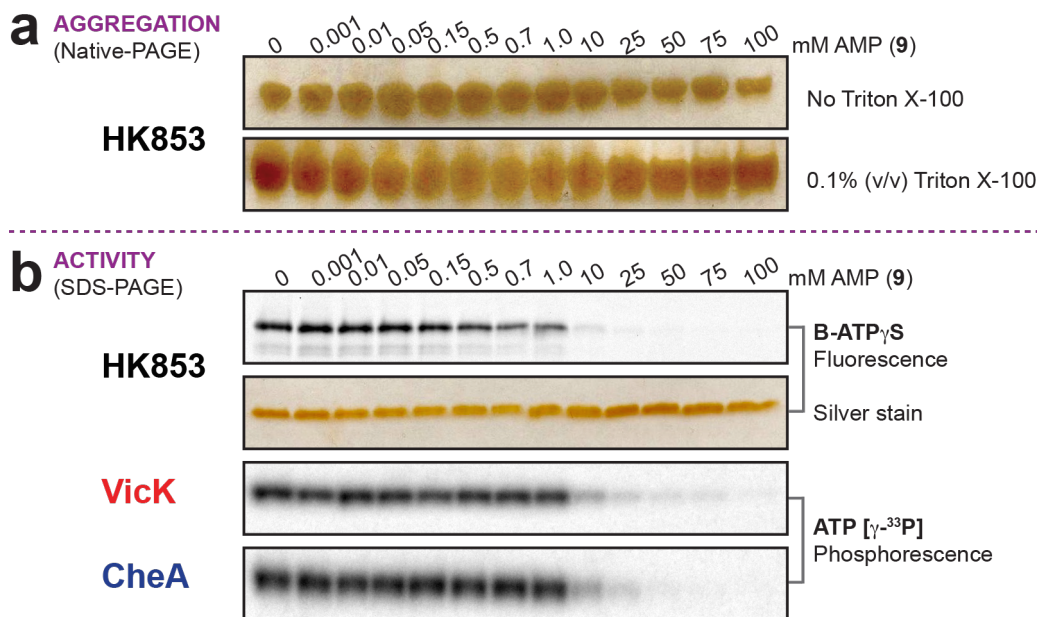 a AGGREGATION
(Native-PAGE)
0 0.001 0.01 0.05 0.15 0.5 0.7 1.0 10 25 50 75 100 mM AMP (9)
No Triton X-100
HK853
0.1% (v/v) Triton X-100
b ACTIVITY
(SDS-PAGE)
0 0.001 0.01 0.05 0.15 0.5 0.7 1.0 10 25 50 75 100 mM AMP (9)
B-ATPγS
Fluorescence
HK853
Silver stain
VicK
ATP [γ-³³P]
Phosphorescence
CheA